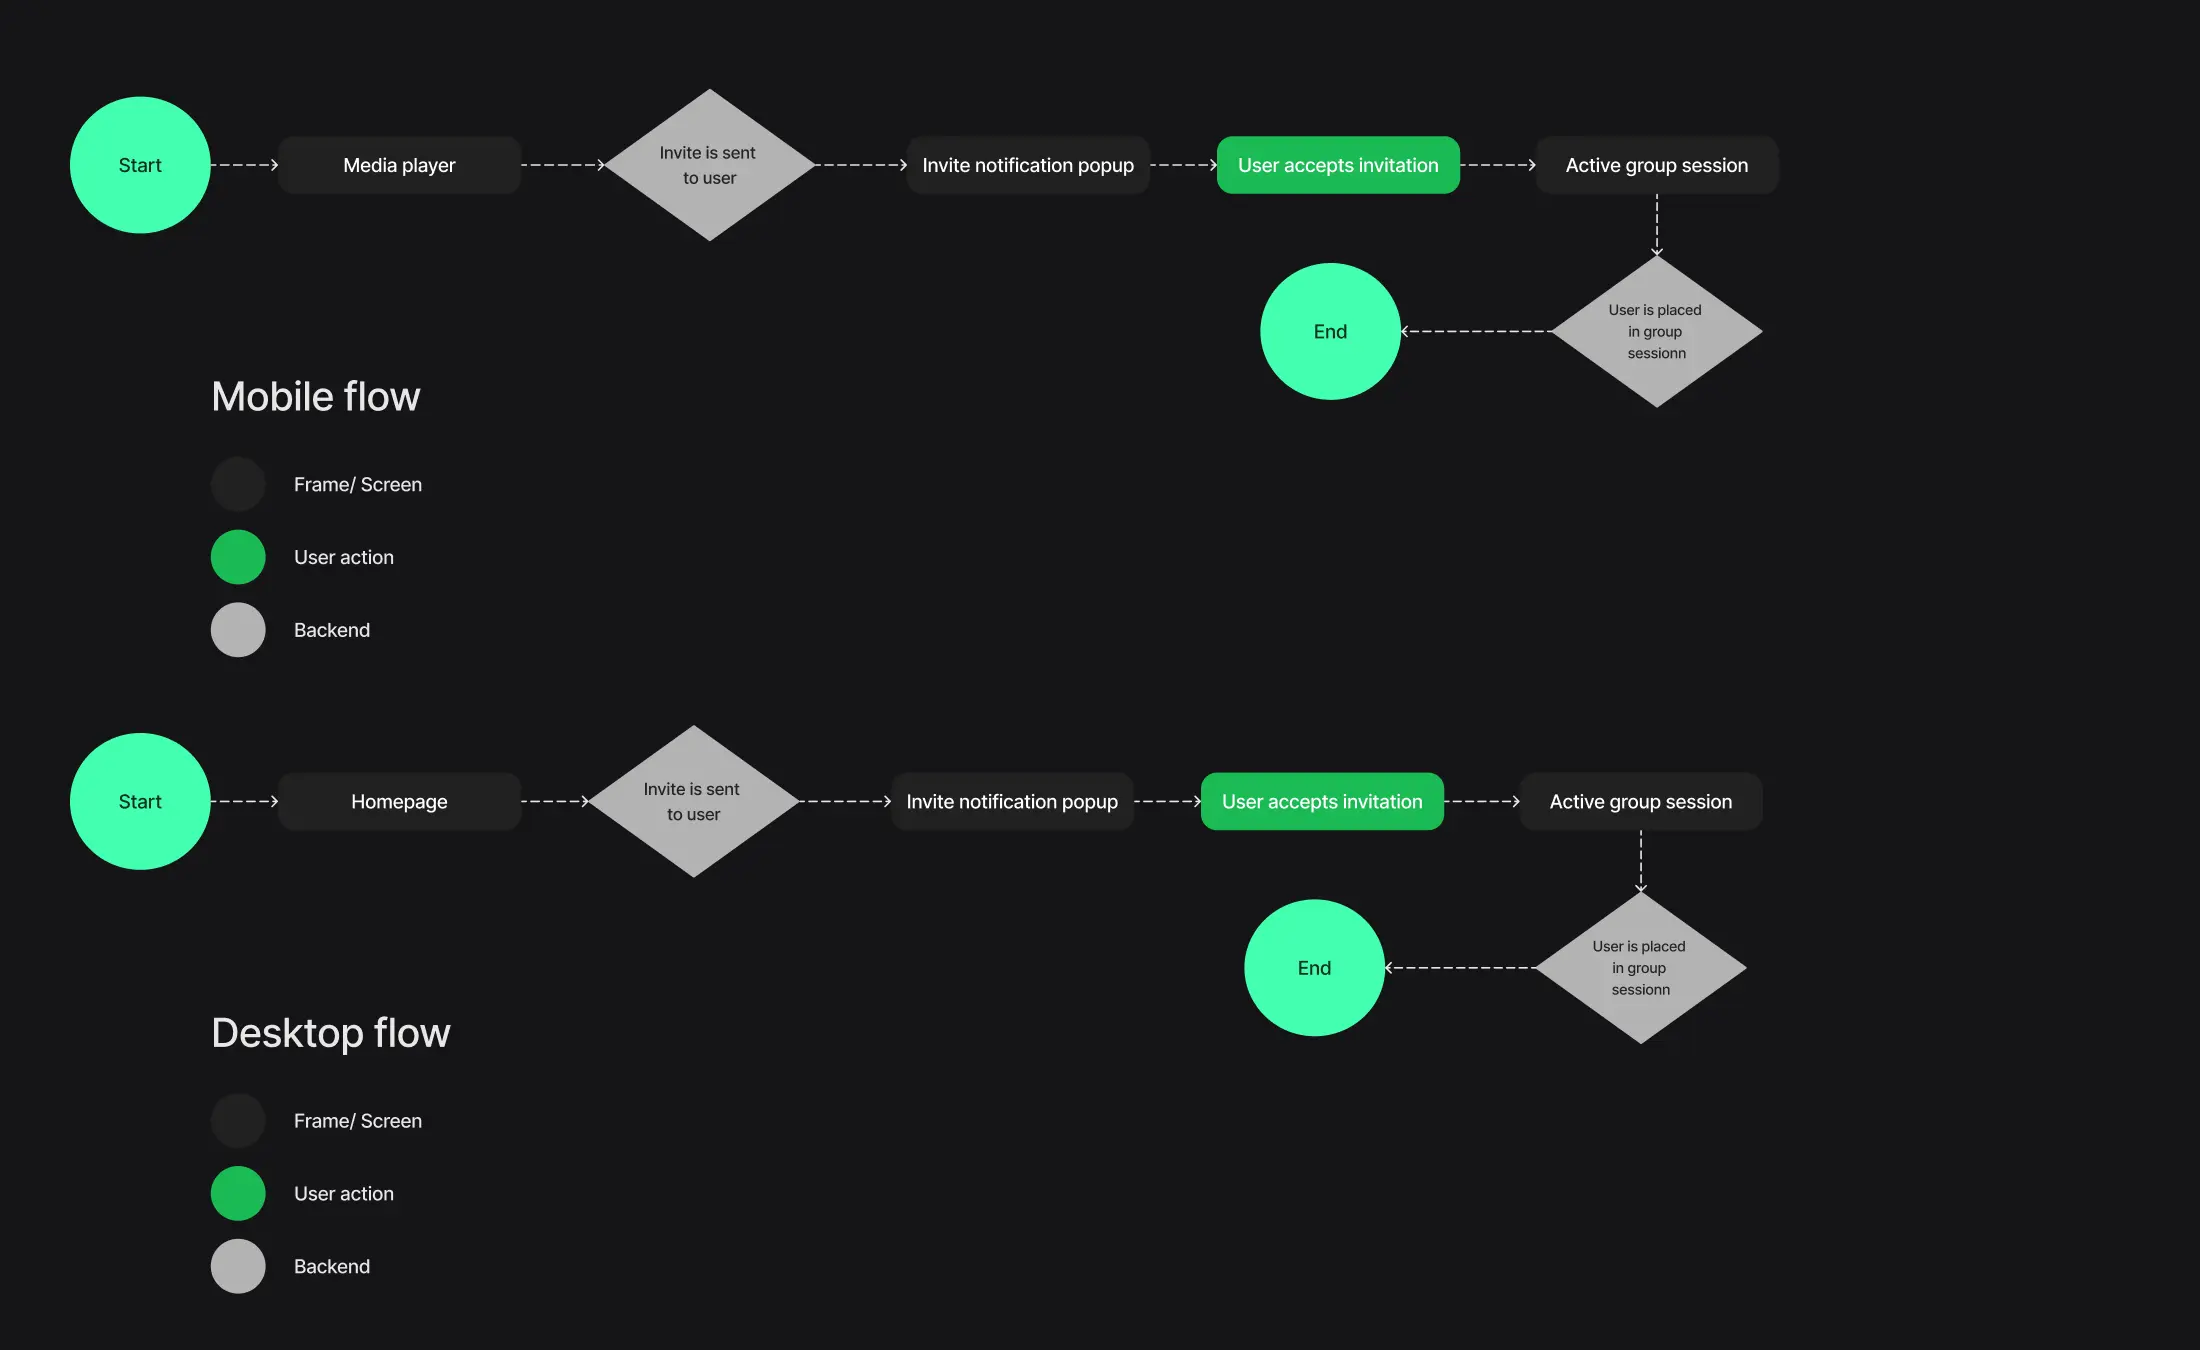 Start
Media player
Invite is sent
to user
Invite notification popup
User accepts invitation
Active group session
User is placed
in group
sessionn
End
Mobile flow
Frame/ Screen
User action
Backend
Start
Homepage
Invite is sent
to user
Invite notification popup
User accepts invitation
Active group session
User is placed
in group
sessionn
End
Desktop flow
Frame/ Screen
User action
Backend